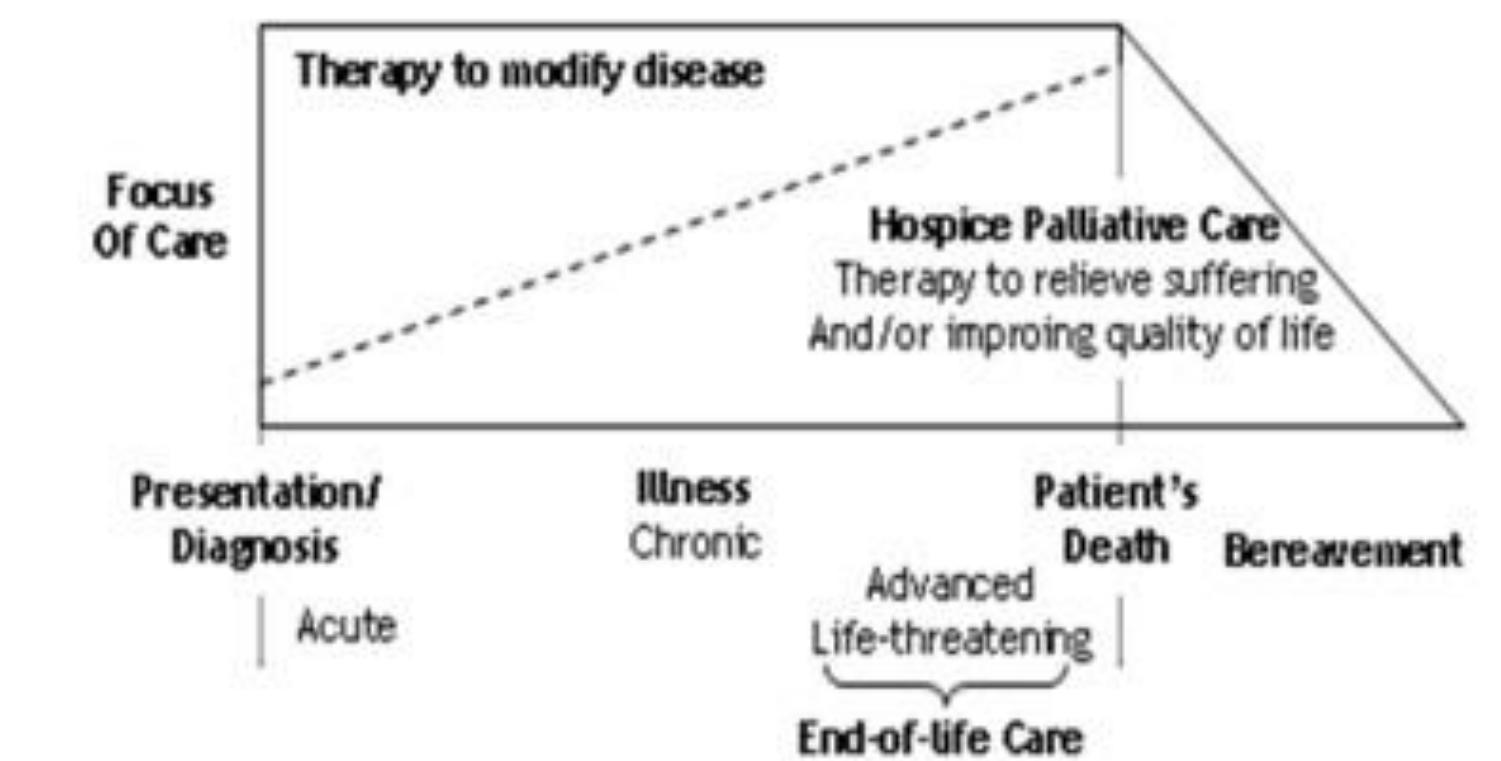 Therapy to modify disease
Focus
Of Care
Hospice Palliative Care
Therapy to relieve suffering
And/or improing quality of life
Presentation/
Diagnosis
Acute
Illness
Chronic
Patient's
Death
Bereavement
Advanced
Life-threatening
End-of-life Care